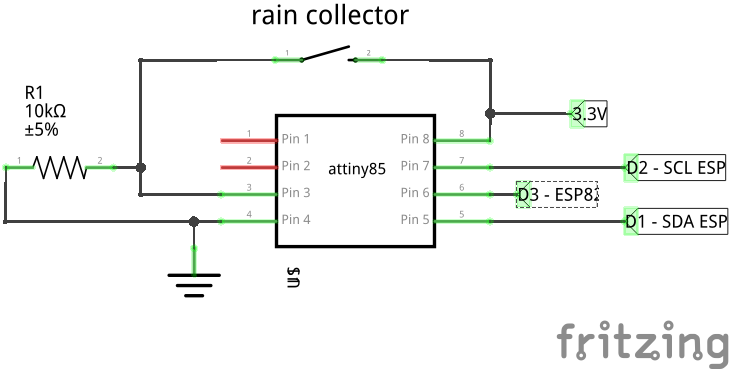 rain collector
1
2
R1
10kΩ
±5%
1
2
3.3V
1
Pin 1
Pin 8
8
2
Pin 2
attiny85
Pin 7
7
D2 - SCL ESP
3
Pin 3
Pin 6
6
D3 - ESP82
4
Pin 4
Pin 5
5
D1 - SDA ESP
fritzing